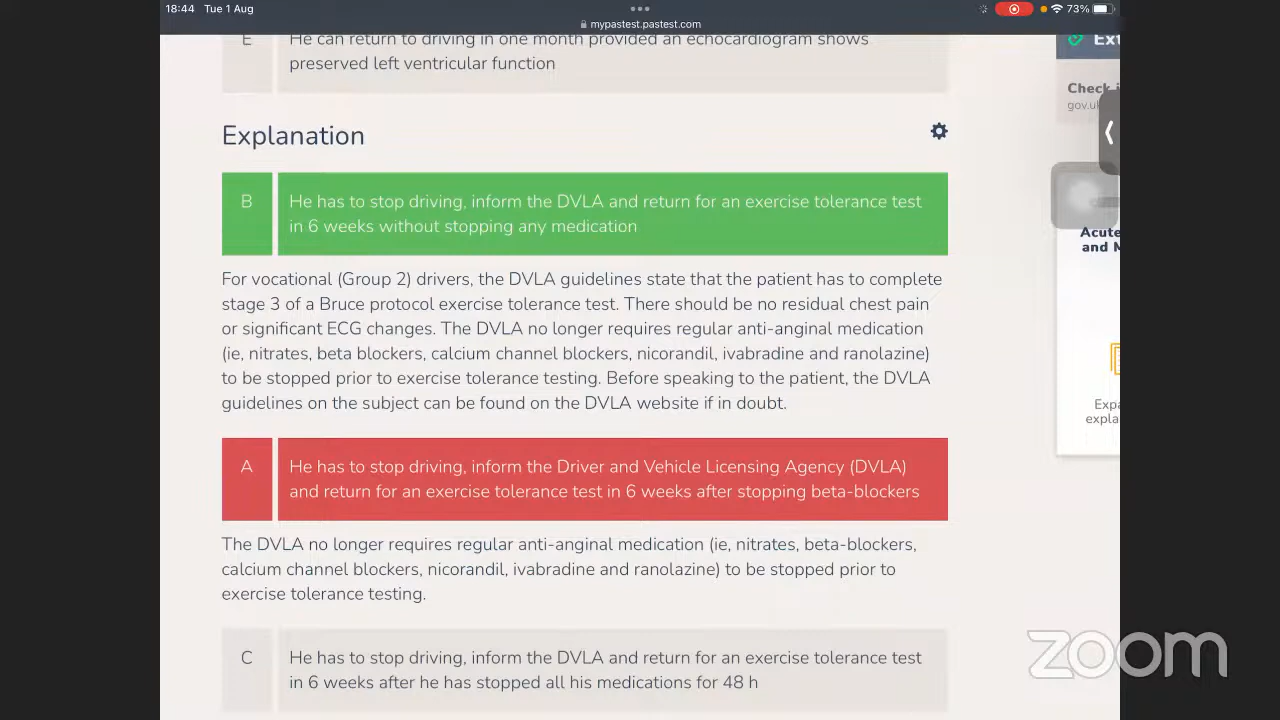 18:44 Tue 1 Aug
73%
mypastest.pastest.com
E
He can return to driving in one month provided an echocardiogram shows
preserved left ventricular function
Ext
Check i
gov.uk
Explanation
B
He has to stop driving, inform the DVLA and return for an exercise tolerance test
in 6 weeks without stopping any medication
Acute
and M
For vocational (Group 2) drivers, the DVLA guidelines state that the patient has to complete
stage 3 of a Bruce protocol exercise tolerance test. There should be no residual chest pain
or significant ECG changes. The DVLA no longer requires regular anti-anginal medication
(ie, nitrates, beta blockers, calcium channel blockers, nicorandil, ivabradine and ranolazine)
to be stopped prior to exercise tolerance testing. Before speaking to the patient, the DVLA
guidelines on the subject can be found on the DVLA website if in doubt.
Expa
expla
A
He has to stop driving, inform the Driver and Vehicle Licensing Agency (DVLA)
and return for an exercise tolerance test in 6 weeks after stopping beta-blockers
The DVLA no longer requires regular anti-anginal medication (ie, nitrates, beta-blockers,
calcium channel blockers, nicorandil, ivabradine and ranolazine) to be stopped prior to
exercise tolerance testing.
C
He has to stop driving, inform the DVLA and return for an exercise tolerance test
in 6 weeks after he has stopped all his medications for 48 h
zoom